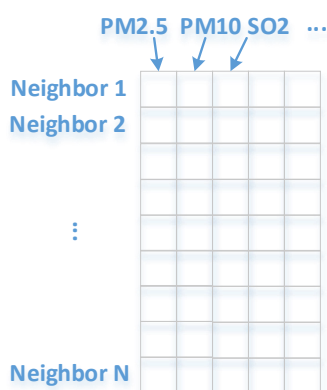 PM2.5 PM10 SO2 ...
Neighbor 1
Neighbor 2
⋮
Neighbor N